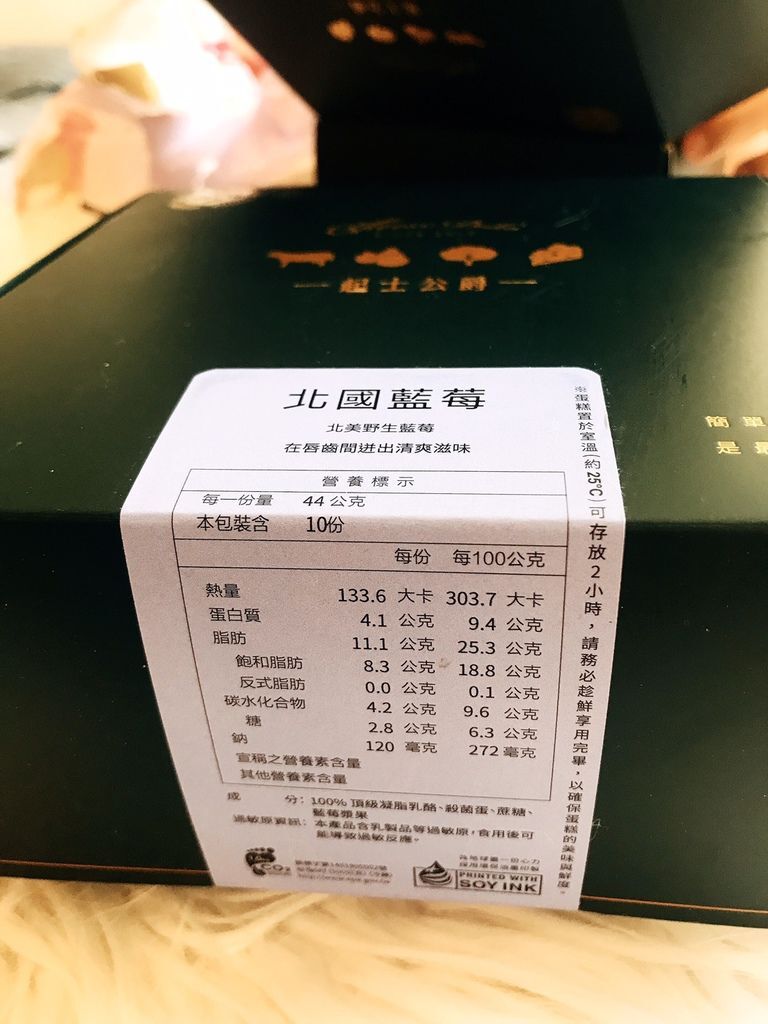 起士公爵
簡單
是最
北國藍莓
北美野生藍莓
在唇齒間迸出清爽滋味
營養標示
每一份量 44 公克
本包裝含 10份
每份 每100公克
熱量 133.6 大卡 303.7 大卡
蛋白質 4.1 公克 9.4 公克
脂肪 11.1 公克 25.3 公克
飽和脂肪 8.3 公克 18.8 公克
反式脂肪 0.0 公克 0.1 公克
碳水化合物 4.2 公克 9.6 公克
糖 2.8 公克 6.3 公克
鈉 120 毫克 272 毫克
宣稱之營養素含量
其他營養素含量
成 分：100% 頂級凝脂乳酪、殺菌蛋、蔗糖、
藍莓漿果
過敏原資訊：本產品含乳製品等過敏原，食用後可
能導致過敏反應。
CO₂
PRINTED WITH
SOY INK
※蛋糕置於室溫(約25°C)可存放2小時，請務必趁鮮享用完畢，以確保蛋糕的美味與鮮度。